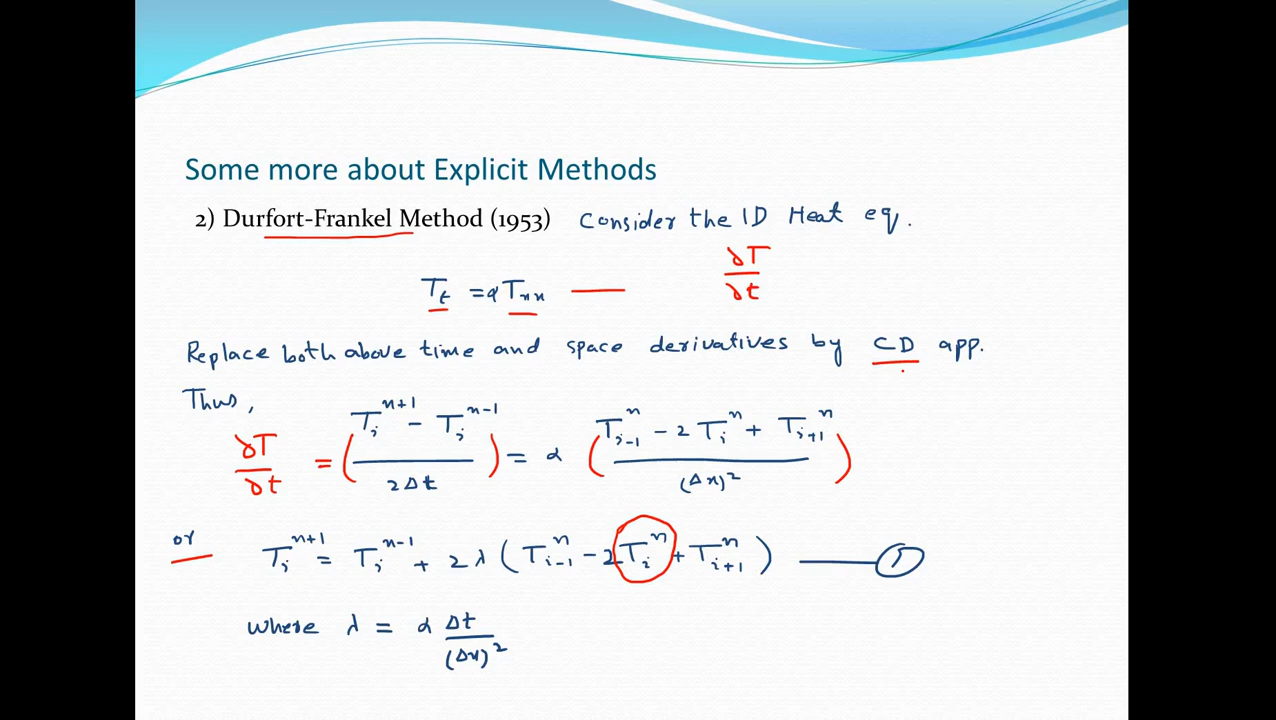 Some more about Explicit Methods
2) Durfort-Frankel Method (1953) Consider the 1D Heat eq.
∂T/∂t
T_t = α T_xx ——
Replace both above time and space derivatives by CD app.
Thus,
∂T/∂t = ( (T_i^{n+1} - T_i^{n-1}) / 2Δt ) = α ( (T_{i-1}^n - 2T_i^n + T_{i+1}^n) / (Δx)^2 )
or
T_i^{n+1} = T_i^{n-1} + 2λ ( T_{i-1}^n - 2T_i^n + T_{i+1}^n ) —— ①
where λ = α Δt / (Δx)^2